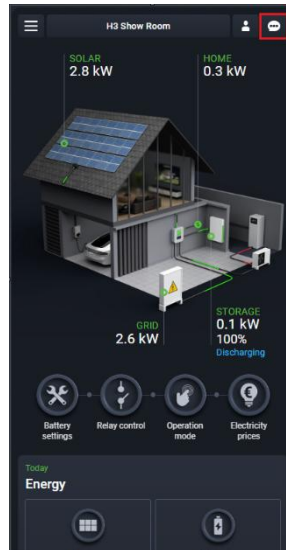 H3 Show Room
SOLAR
2.8 kW
HOME
0.3 kW
GRID
2.6 kW
STORAGE
0.1 kW
100%
Discharging
Battery settings
Relay control
Operation mode
Electricity prices
Today
Energy